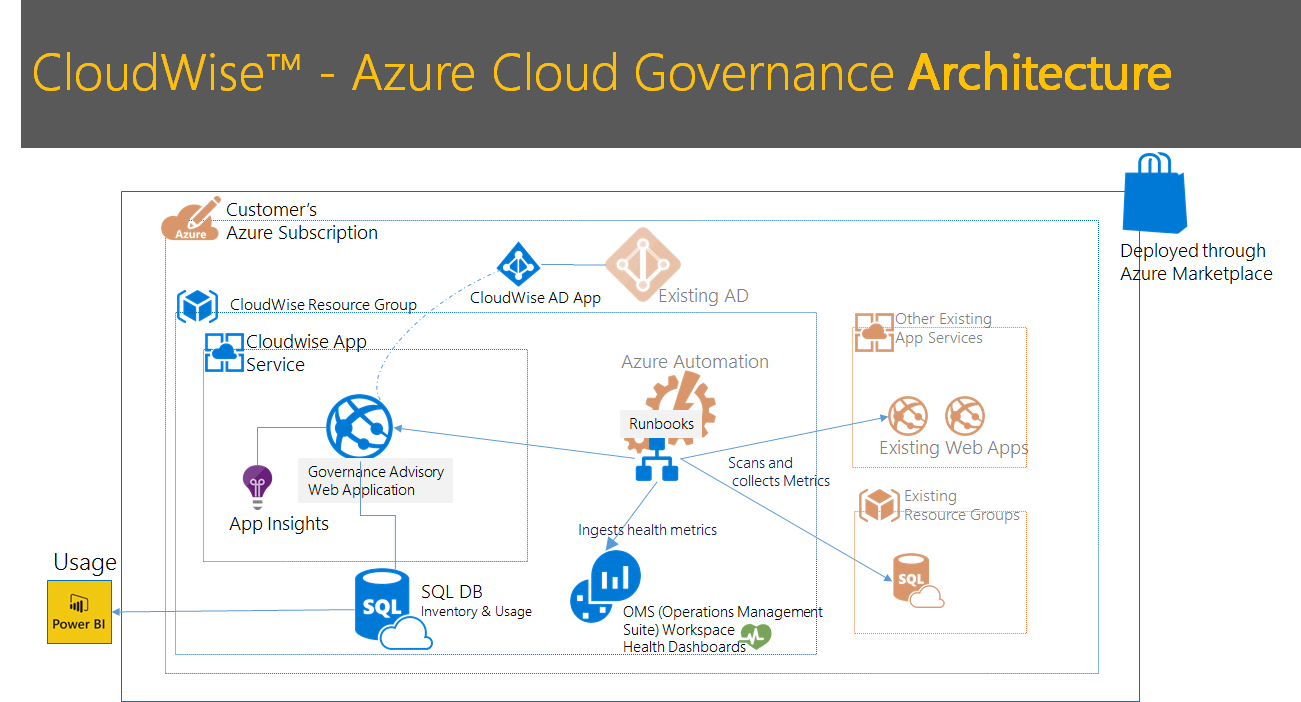 CloudWise™ - Azure Cloud Governance Architecture
Customer's
Azure Subscription
Azure
Deployed through
Azure Marketplace
CloudWise AD App
Existing AD
CloudWise Resource Group
Cloudwise App
Service
Azure Automation
Runbooks
Other Existing
App Services
Existing Web Apps
Scans and
collects Metrics
Governance Advisory
Web Application
App Insights
Existing
Resource Groups
SQL
Ingests health metrics
Usage
Power BI
SQL
SQL DB
Inventory & Usage
OMS (Operations Management
Suite) Workspace
Health Dashboards